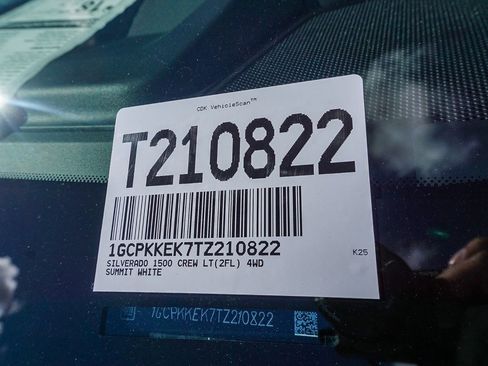 CDK VehicleScan™
T210822
1GCPKKEK7TZ210822
SILVERADO 1500 CREW LT(2FL) 4WD
SUMMIT WHITE
K25
1GCPKKEK7TZ210822